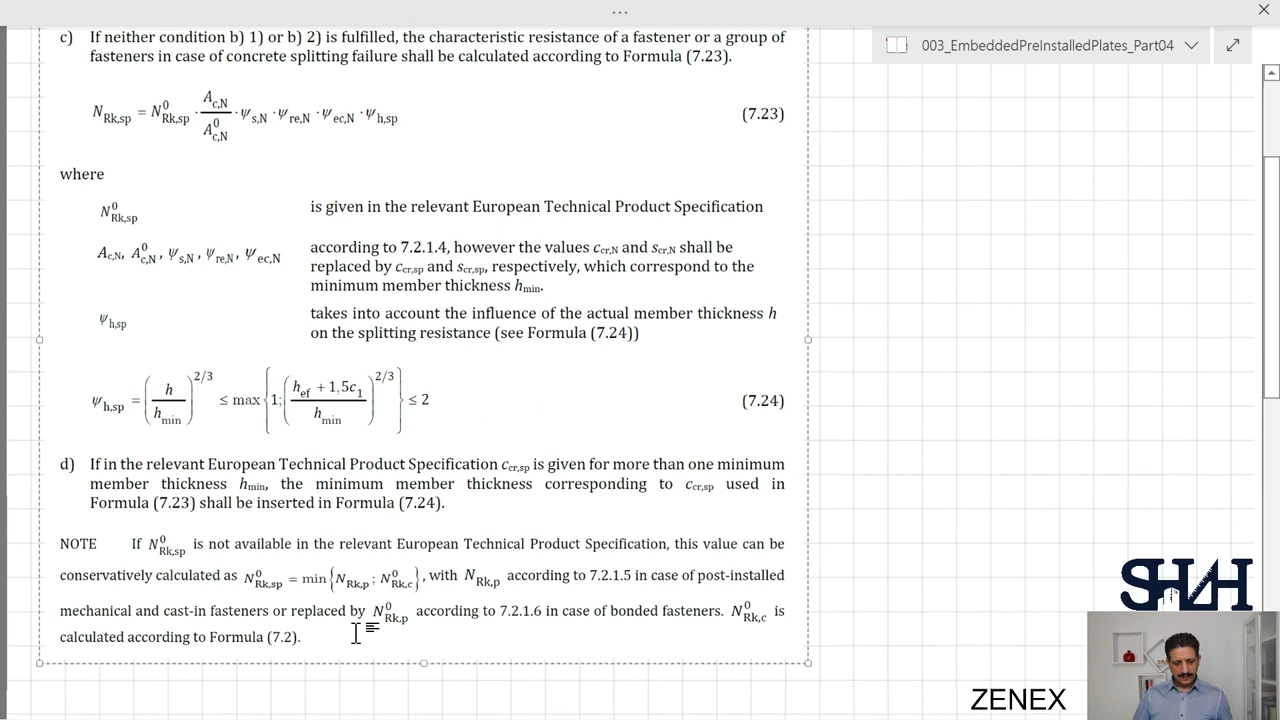 003_EmbeddedPreInstalledPlates_Part04
c) If neither condition b) 1) or b) 2) is fulfilled, the characteristic resistance of a fastener or a group of
fasteners in case of concrete splitting failure shall be calculated according to Formula (7.23).
N_Rk,sp = N⁰_Rk,sp · A_c,N / A⁰_c,N · ψ_s,N · ψ_re,N · ψ_ec,N · ψ_h,sp (7.23)
where
N⁰_Rk,sp is given in the relevant European Technical Product Specification
A_c,N, A⁰_c,N, ψ_s,N, ψ_re,N, ψ_ec,N according to 7.2.1.4, however the values c_cr,N and s_cr,N shall be
replaced by c_cr,sp and s_cr,sp, respectively, which correspond to the
minimum member thickness h_min.
ψ_h,sp takes into account the influence of the actual member thickness h
on the splitting resistance (see Formula (7.24))
ψ_h,sp = (h / h_min)^2/3 ≤ max {1; ((h_ef + 1,5c_1) / h_min)^2/3} ≤ 2 (7.24)
d) If in the relevant European Technical Product Specification c_cr,sp is given for more than one minimum
member thickness h_min, the minimum member thickness corresponding to c_cr,sp used in
Formula (7.23) shall be inserted in Formula (7.24).
NOTE If N⁰_Rk,sp is not available in the relevant European Technical Product Specification, this value can be
conservatively calculated as N⁰_Rk,sp = min {N_Rk,p ; N⁰_Rk,c}, with N_Rk,p according to 7.2.1.5 in case of post-installed
mechanical and cast-in fasteners or replaced by N⁰_Rk,p according to 7.2.1.6 in case of bonded fasteners. N⁰_Rk,c is
calculated according to Formula (7.2).
ZENEX